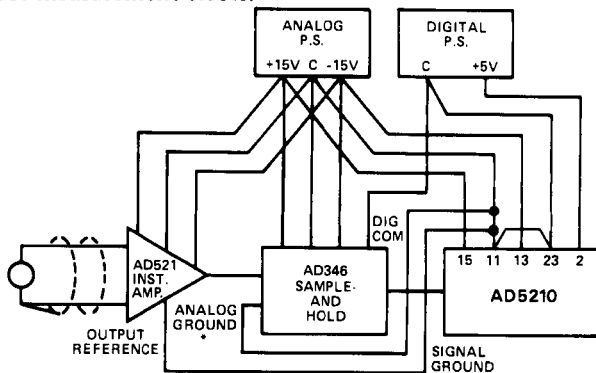 ANALOG
P.S.
+15V C -15V
DIGITAL
P.S.
C +5V
DIG
COM
15 11 13 23 2
AD5210
AD521
INST.
AMP.
AD346
SAMPLE-
AND
HOLD
ANALOG
GROUND
+
OUTPUT
REFERENCE
SIGNAL
GROUND